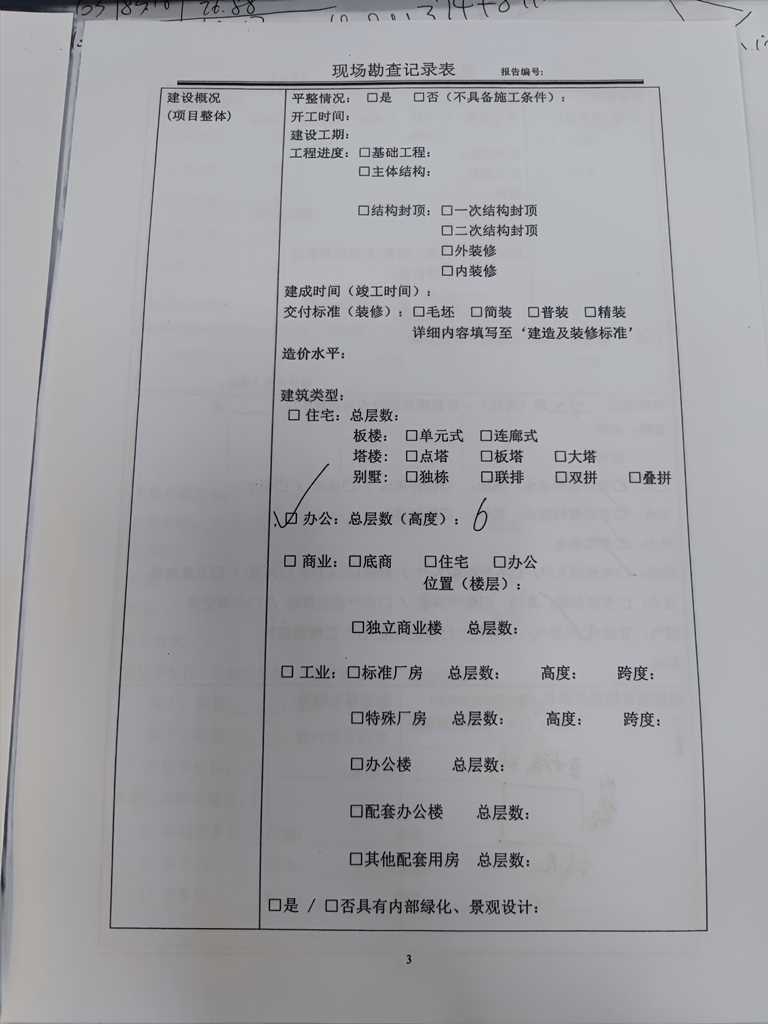 现场勘查记录表 报告编号:
建设概况
(项目整体)
平整情况: □是 □否（不具备施工条件）:
开工时间:
建设工期:
工程进度: □基础工程:
□主体结构:
□结构封顶: □一次结构封顶
□二次结构封顶
□外装修
□内装修
建成时间（竣工时间）:
交付标准（装修）: □毛坯 □简装 □普装 □精装
详细内容填写至‘建造及装修标准’
造价水平:
建筑类型:
□ 住宅: 总层数:
板楼: □单元式 □连廊式
塔楼: □点塔 □板塔 □大塔
别墅: □独栋 □联排 □双拼 □叠拼
☑ 办公: 总层数（高度）: 6
□ 商业: □底商 □住宅 □办公
位置（楼层）:
□独立商业楼 总层数:
□ 工业: □标准厂房 总层数: 高度: 跨度:
□特殊厂房 总层数: 高度: 跨度:
□办公楼 总层数:
□配套办公楼 总层数:
□其他配套用房 总层数:
□是 / □否具有内部绿化、景观设计:
3